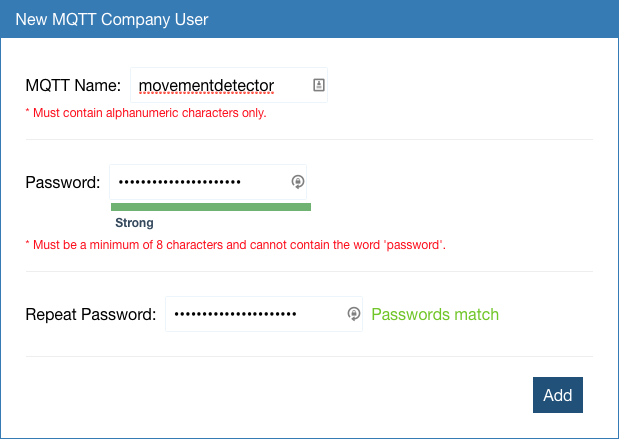 New MQTT Company User
MQTT Name: movementdetector
* Must contain alphanumeric characters only.
Password: ••••••••••••••••••••••
Strong
* Must be a minimum of 8 characters and cannot contain the word 'password'.
Repeat Password: •••••••••••••••••••••• Passwords match
Add